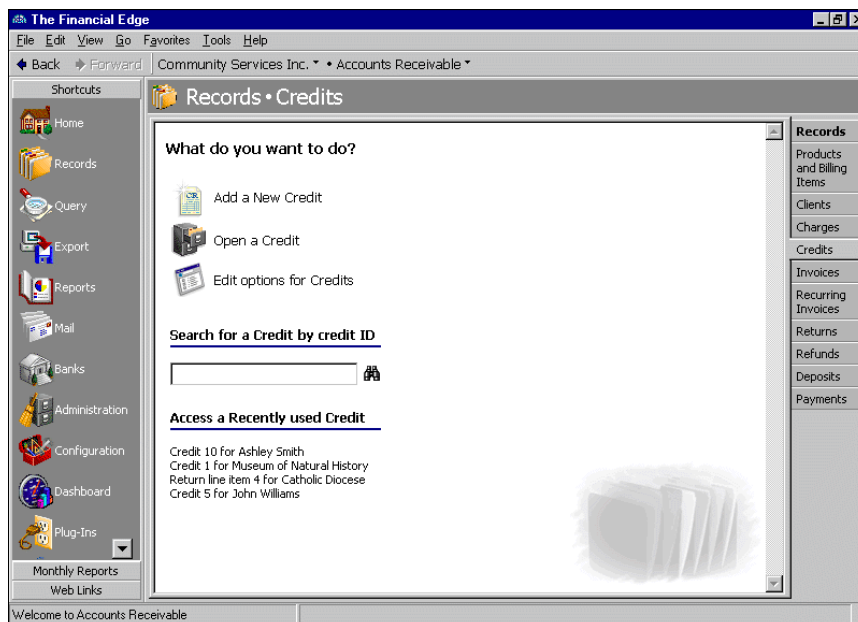 The Financial Edge
File Edit View Go Favorites Tools Help
Back Forward Community Services Inc. • Accounts Receivable
Shortcuts
Home
Records
Query
Export
Reports
Mail
Banks
Administration
Configuration
Dashboard
Plug-Ins
Monthly Reports
Web Links
Records • Credits
What do you want to do?
CR
Add a New Credit
Open a Credit
Edit options for Credits
Search for a Credit by credit ID
Access a Recently used Credit
Credit 10 for Ashley Smith
Credit 1 for Museum of Natural History
Return line item 4 for Catholic Diocese
Credit 5 for John Williams
Records
Products
and Billing
Items
Clients
Charges
Credits
Invoices
Recurring
Invoices
Returns
Refunds
Deposits
Payments
Welcome to Accounts Receivable